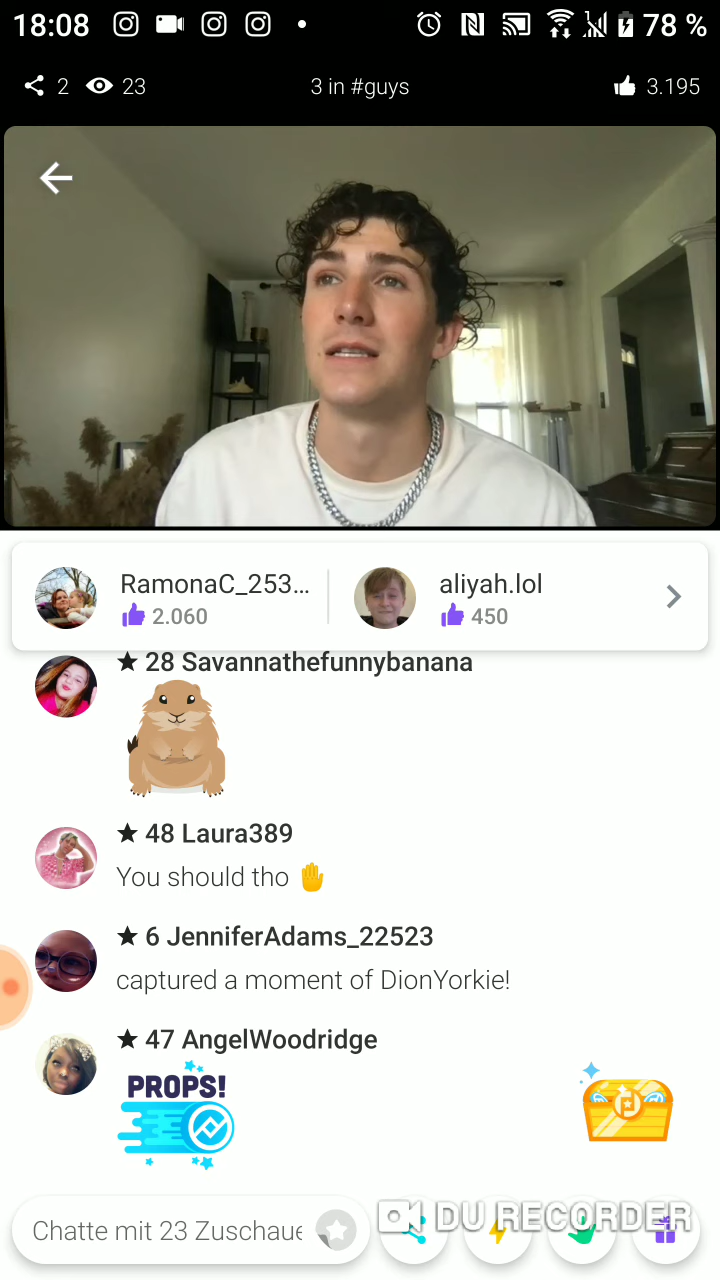 18:08 78 %
2 23 3 in #guys 3.195
RamonaC_253... aliyah.lol
2.060 450
★ 28 Savannathefunnybanana
★ 48 Laura389
You should tho 🤚
★ 6 JenniferAdams_22523
captured a moment of DionYorkie!
★ 47 AngelWoodridge
PROPS!
Chatte mit 23 Zuschaue
DU RECORDER